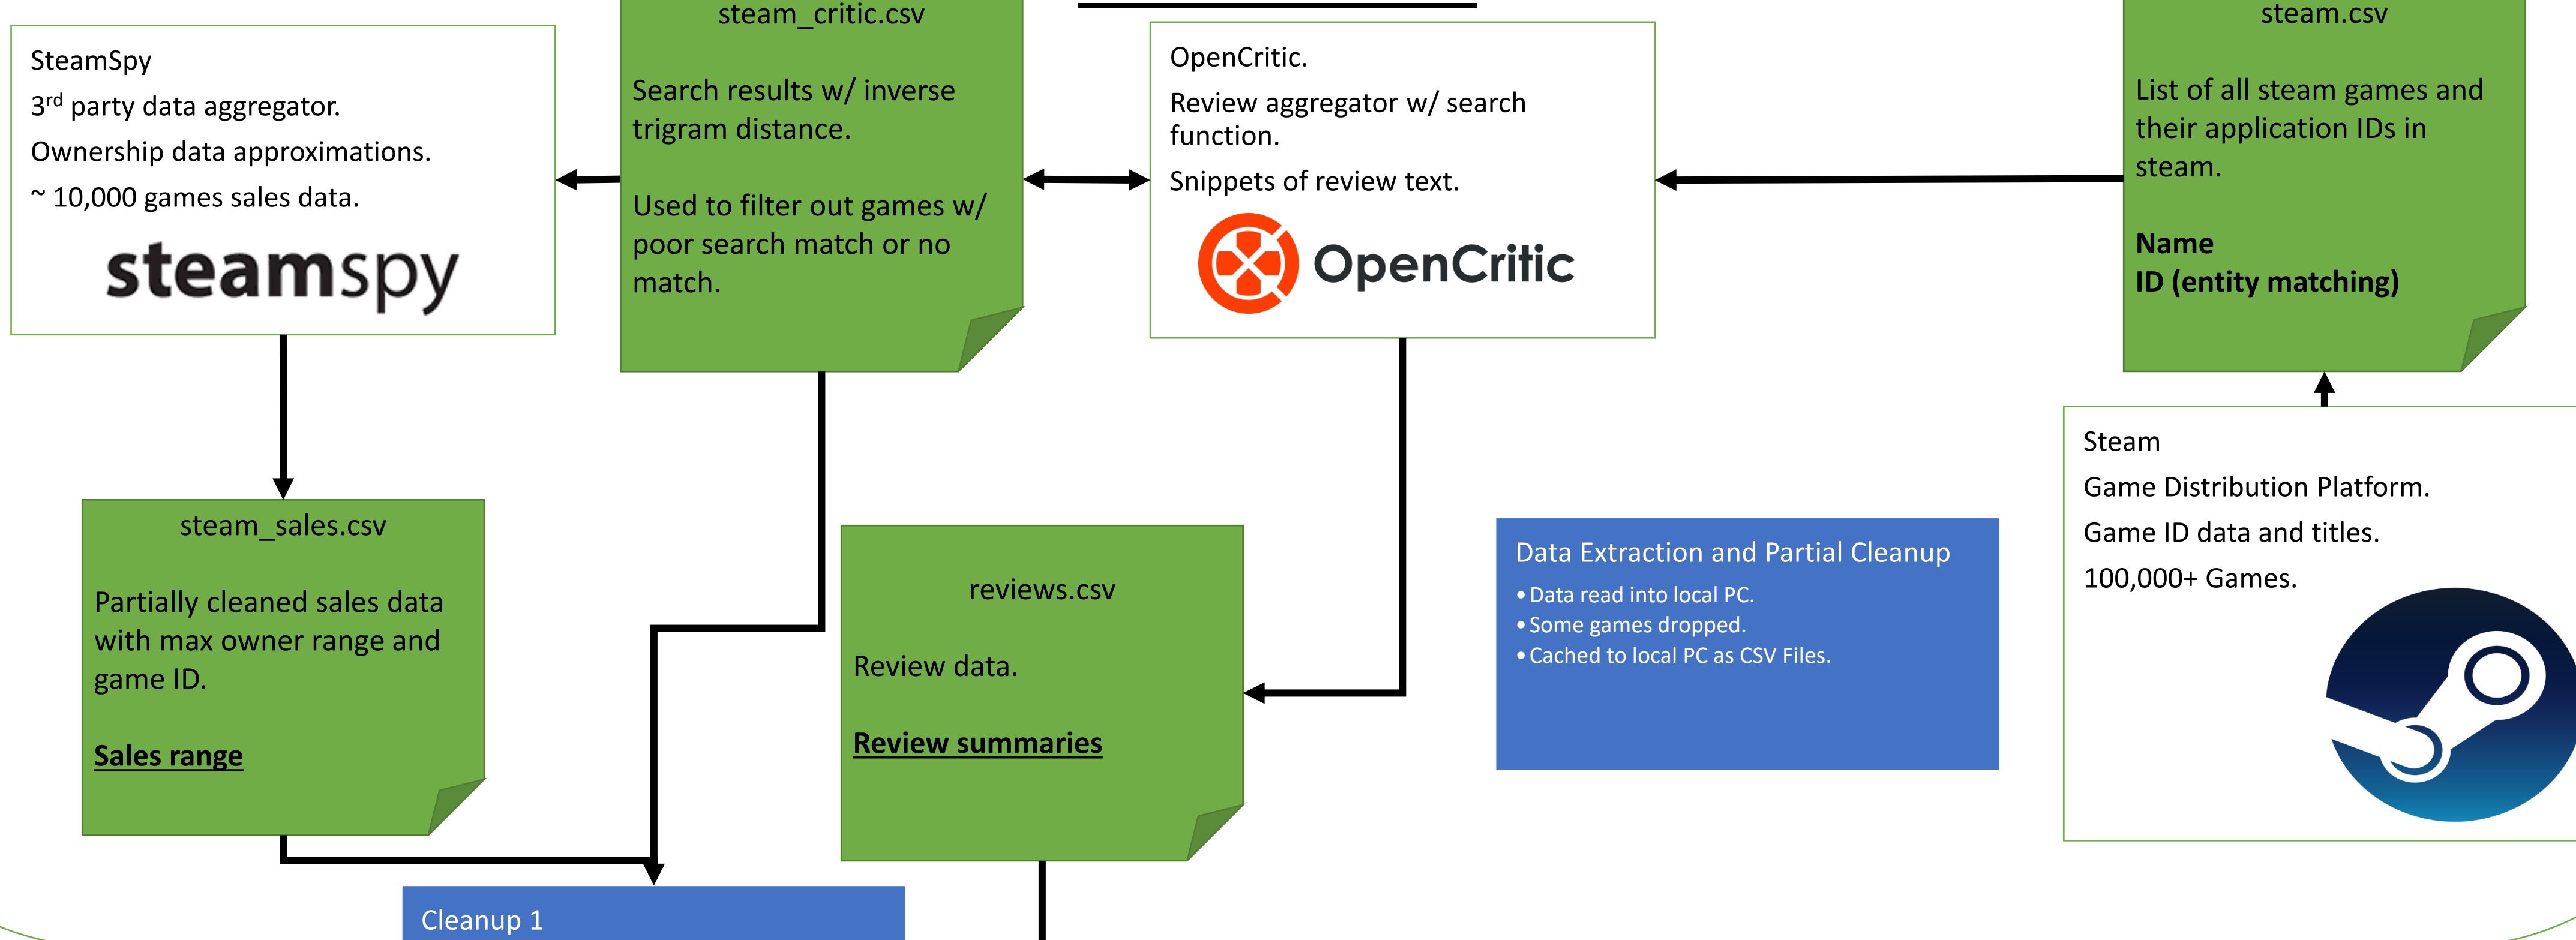 steam_critic.csv
Search results w/ inverse
trigram distance.
Used to filter out games w/
poor search match or no
match.
steam.csv
List of all steam games and
their application IDs in
steam.
Name
ID (entity matching)
SteamSpy
3rd party data aggregator.
Ownership data approximations.
~ 10,000 games sales data.
steamspy
OpenCritic.
Review aggregator w/ search
function.
Snippets of review text.
OpenCritic
Steam
Game Distribution Platform.
Game ID data and titles.
100,000+ Games.
steam_sales.csv
Partially cleaned sales data
with max owner range and
game ID.
Sales range
reviews.csv
Review data.
Review summaries
Data Extraction and Partial Cleanup
• Data read into local PC.
• Some games dropped.
• Cached to local PC as CSV Files.
Cleanup 1